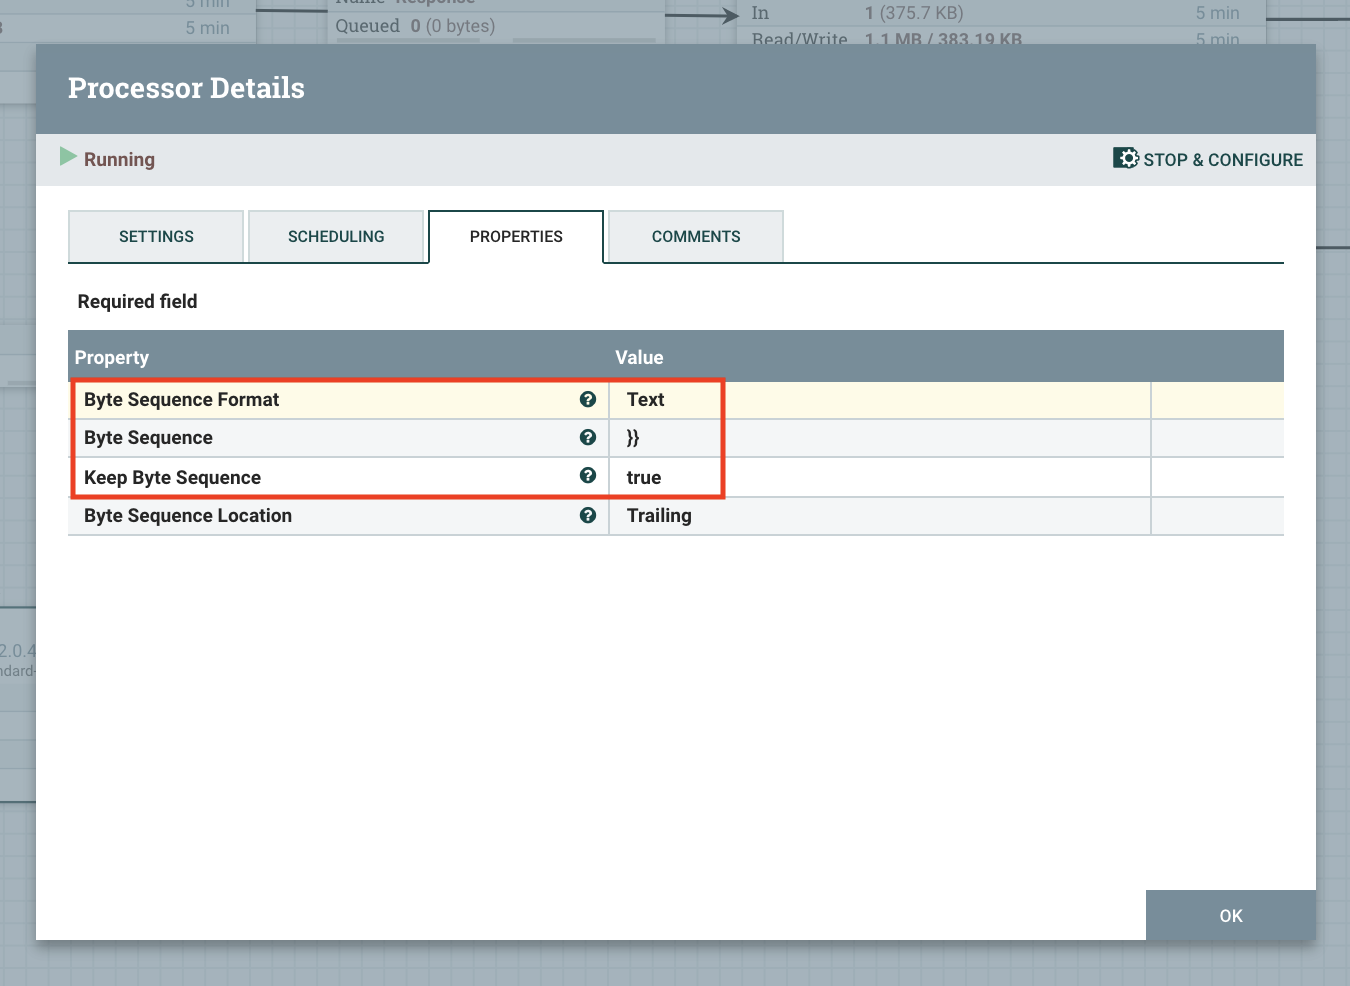 5 min
5 min
Name Response
Queued 0 (0 bytes)
In 1 (375.7 KB) 5 min
Read/Write 1.1 MB / 383.19 KB 5 min
Processor Details
Running
STOP & CONFIGURE
SETTINGS
SCHEDULING
PROPERTIES
COMMENTS
Required field
Property Value
Byte Sequence Format ? Text
Byte Sequence ? }}
Keep Byte Sequence ? true
Byte Sequence Location ? Trailing
2.0.4
ndard-
OK